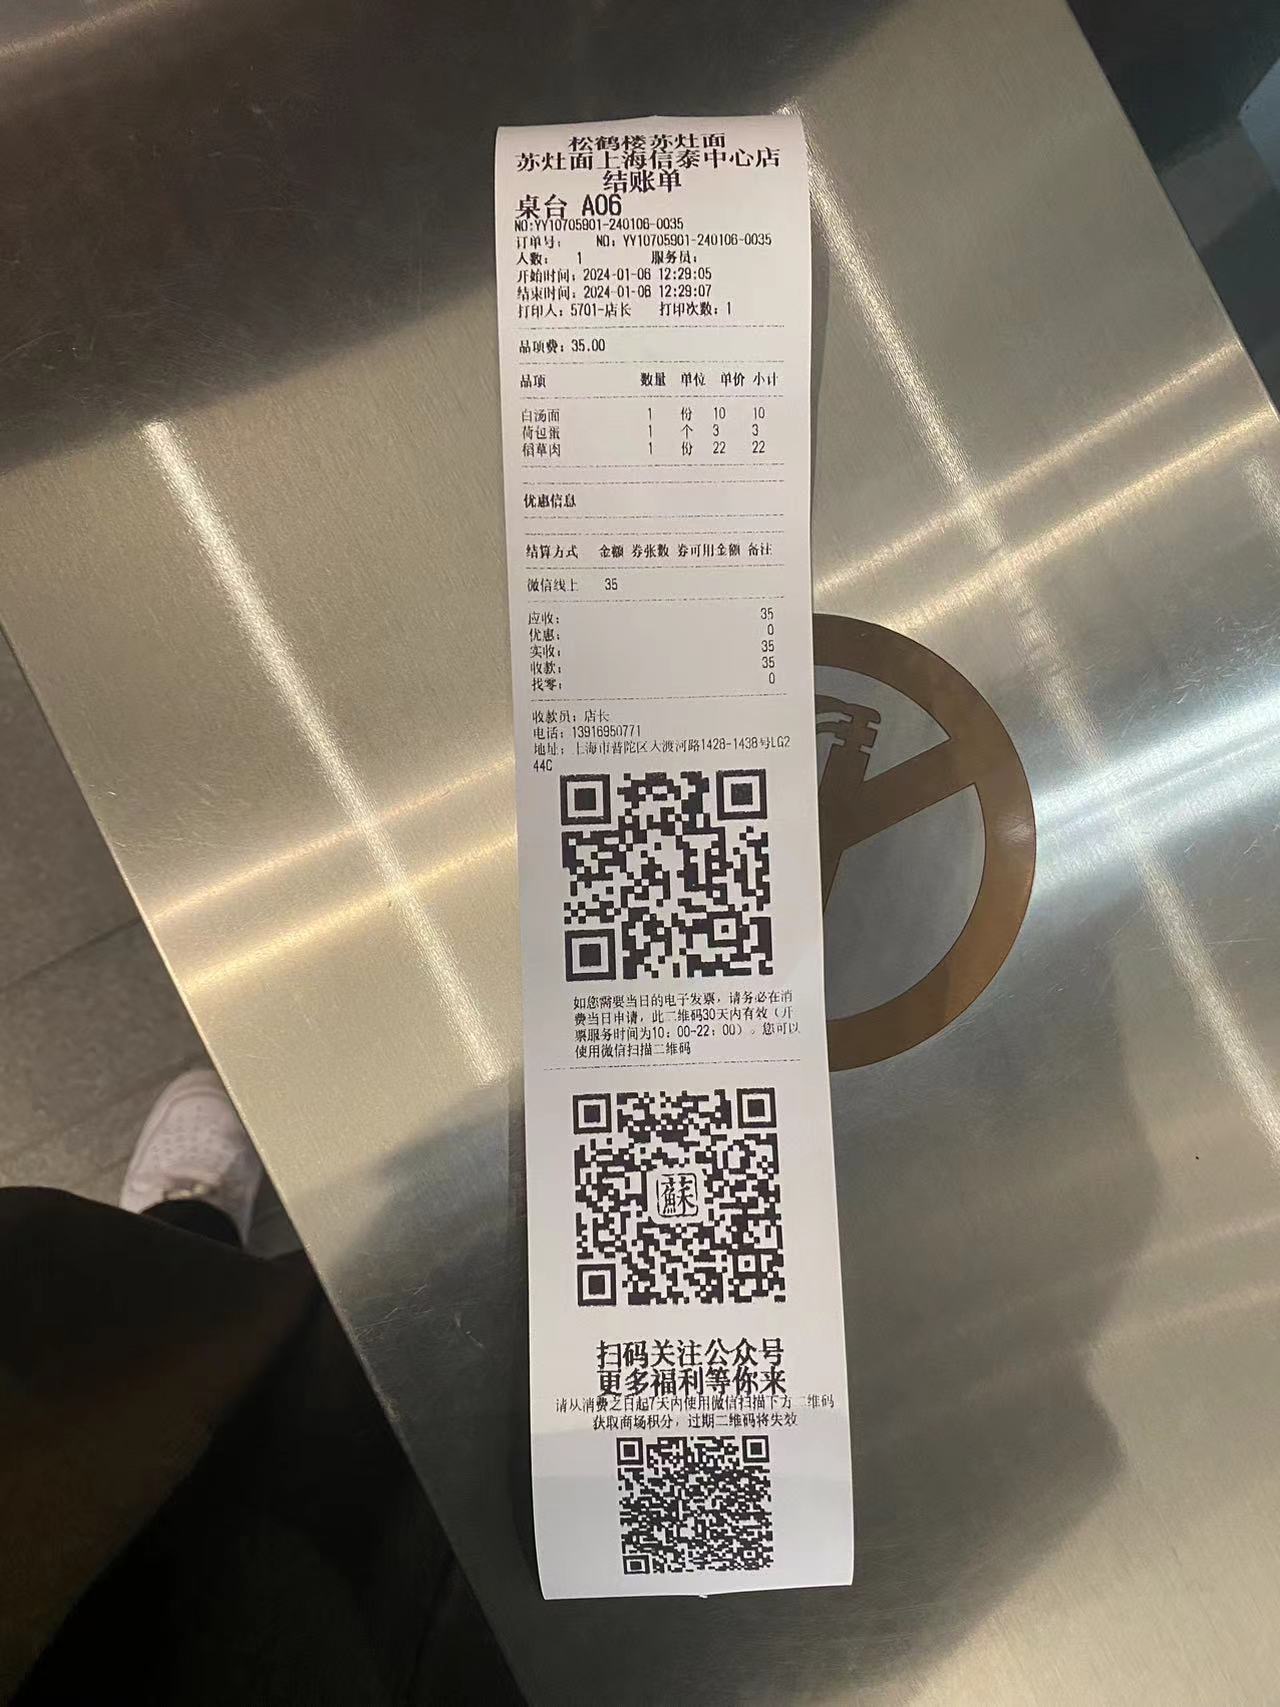 松鹤楼苏灶面
苏灶面上海信泰中心店
结账单
桌台 A06
NO:YY10705901-240106-0035
订单号： NO：YY10705901-240106-0035
人数： 1 服务员：
开始时间：2024-01-06 12:29:05
结束时间：2024-01-06 12:29:07
打印人：5701-店长 打印次数：1
品项费：35.00
品项 数量 单位 单价 小计
白汤面 1 份 10 10
荷包蛋 1 个 3 3
稻草肉 1 份 22 22
优惠信息
结算方式 金额 券张数 券可用金额 备注
微信线上 35
应收： 35
优惠： 0
实收： 35
收款： 35
找零： 0
收款员：店长
电话：13916950771
地址：上海市普陀区大渡河路1428-1438号LG2
44C
如您需要当日的电子发票，请务必在消
费当日申请，此二维码30天内有效（开
票服务时间为10：00-22：00）。您可以
使用微信扫描二维码
蘇
扫码关注公众号
更多福利等你来
请从消费之日起7天内使用微信扫描下方二维码
获取商场积分，过期二维码将失效